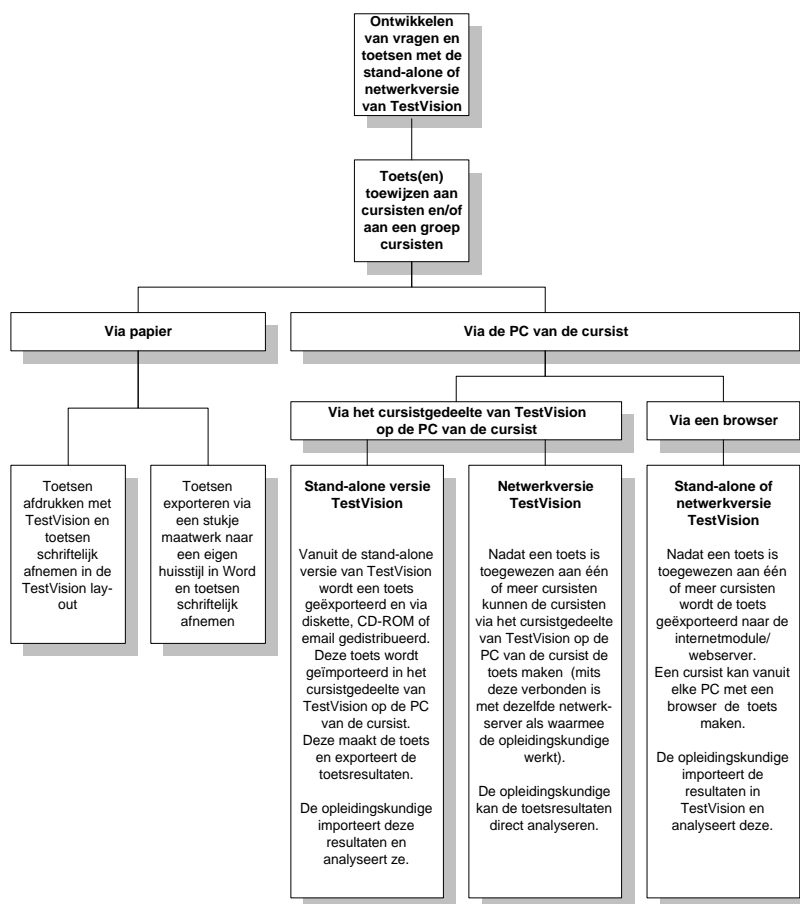 Ontwikkelen
van vragen en
toetsen met de
stand-alone of
netwerkversie
van TestVision
Toets(en)
toewijzen aan
cursisten en/of
aan een groep
cursisten
Via papier
Via de PC van de cursist
Via het cursistgedeelte van TestVision
op de PC van de cursist
Via een browser
Toetsen
afdrukken met
TestVision en
toetsen
schriftelijk
afnemen in de
TestVision lay-
out
Toetsen
exporteren via
een stukje
maatwerk naar
een eigen
huisstijl in Word
en toetsen
schriftelijk
afnemen
Stand-alone versie
TestVision
Vanuit de stand-alone
versie van TestVision
wordt een toets
geëxporteerd en via
diskette, CD-ROM of
email gedistribueerd.
Deze toets wordt
geïmporteerd in het
cursistgedeelte van
TestVision op de PC
van de cursist.
Deze maakt de toets
en exporteert de
toetsresultaten.
De opleidingskundige
importeert deze
resultaten en
analyseert ze.
Netwerkversie
TestVision
Nadat een toets is
toegewezen aan één
of meer cursisten
kunnen de cursisten
via het cursistgedeelte
van TestVision op de
PC van de cursist de
toets maken (mits
deze verbonden is
met dezelfde netwerk-
server als waarmee
de opleidingskundige
werkt).
De opleidingskundige
kan de toetsresultaten
direct analyseren.
Stand-alone of
netwerkversie
TestVision
Nadat een toets is
toegewezen aan één
of meer cursisten
wordt de toets
geëxporteerd naar de
internetmodule/
webserver.
Een cursist kan vanuit
elke PC met een
browser de toets
maken.
De opleidingskundige
importeert de
resultaten in
TestVision en
analyseert deze.